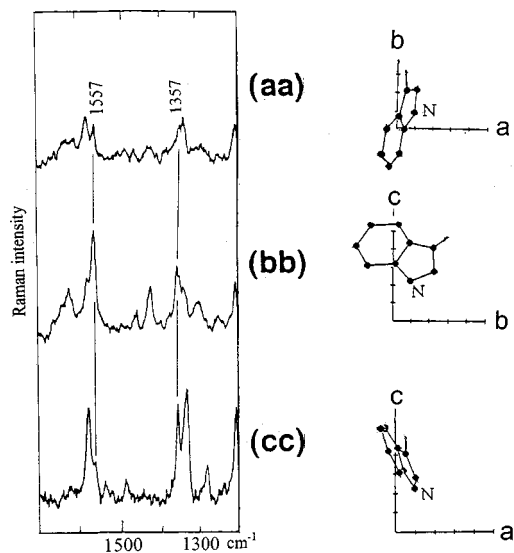 Raman intensity
1557
1357
(aa)
(bb)
(cc)
1500
1300 cm⁻¹
b
N
a
c
N
b
c
N
a